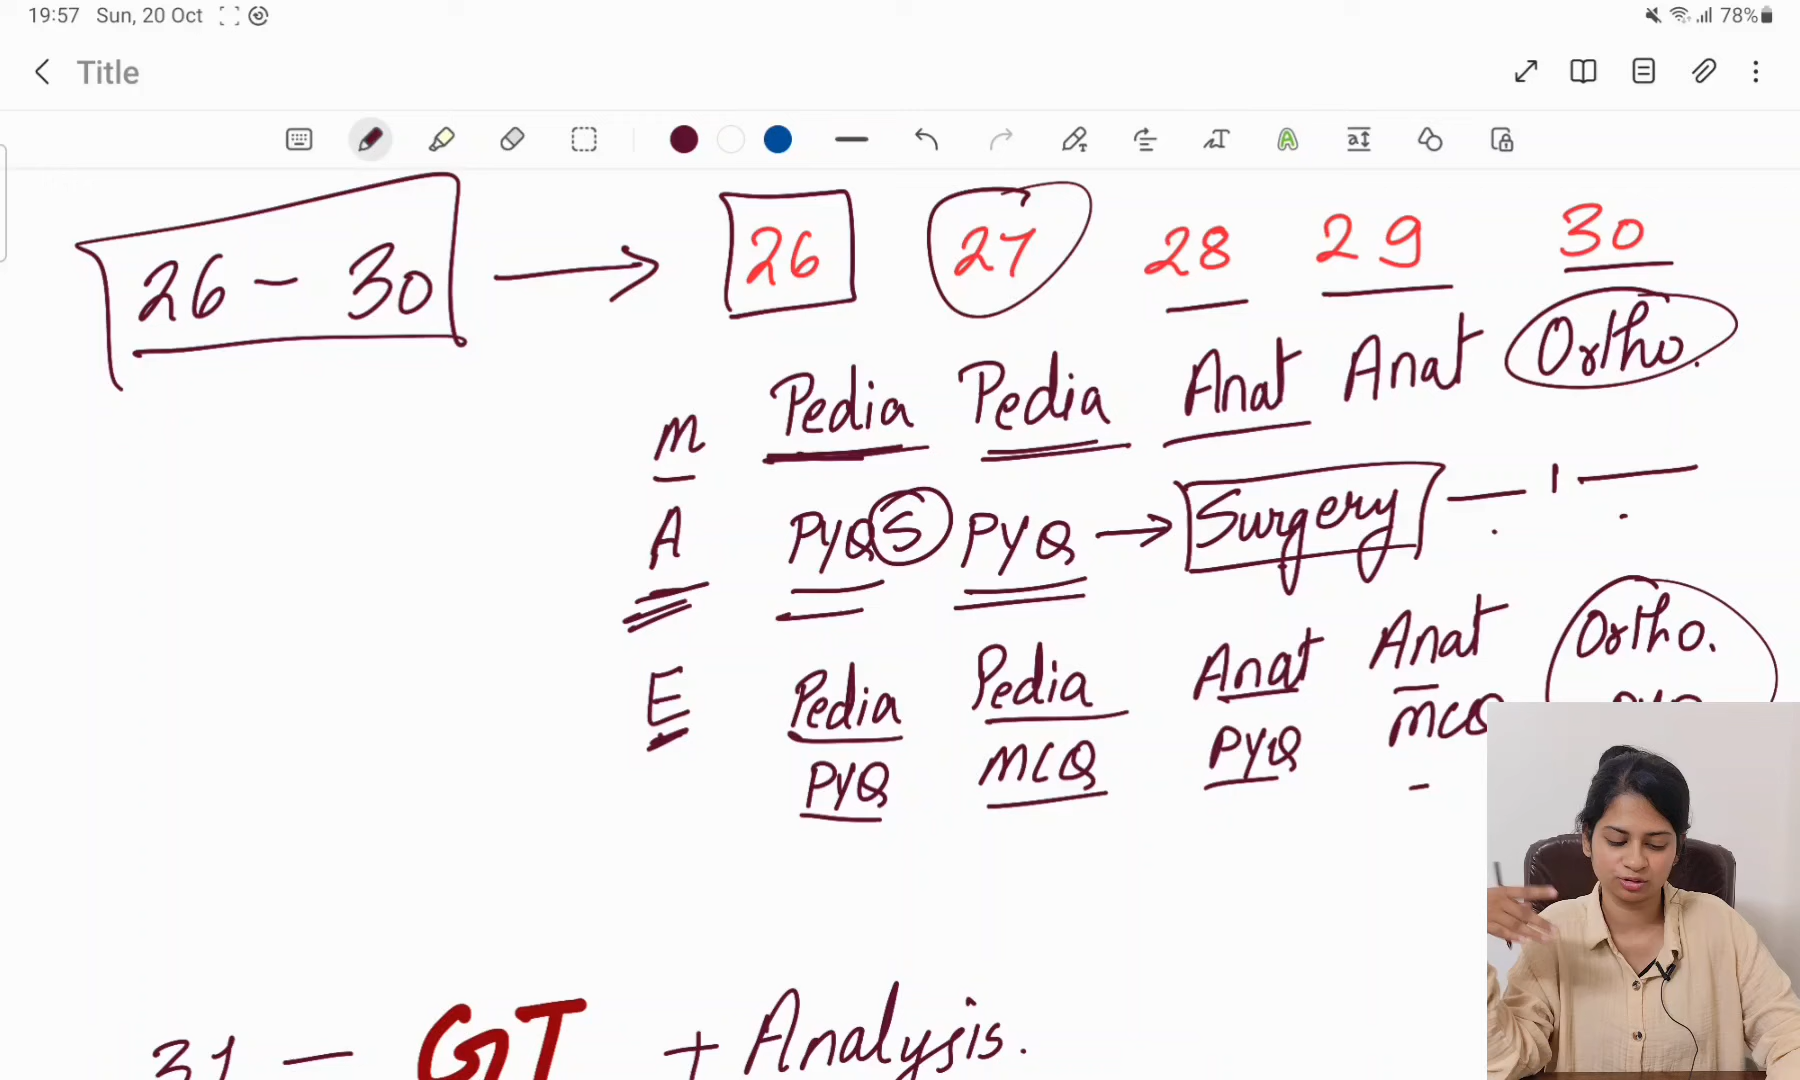 19:57 Sun, 20 Oct 78%
Title
26 - 30 → 26 27 28 29 30
M Pedia Pedia Anat Anat Ortho.
A PYQS PYQ → Surgery — ı —
E Pedia Pedia Anat Anat Ortho.
PYQ MCQ PYQ MCQ
31 — GT + Analysis.